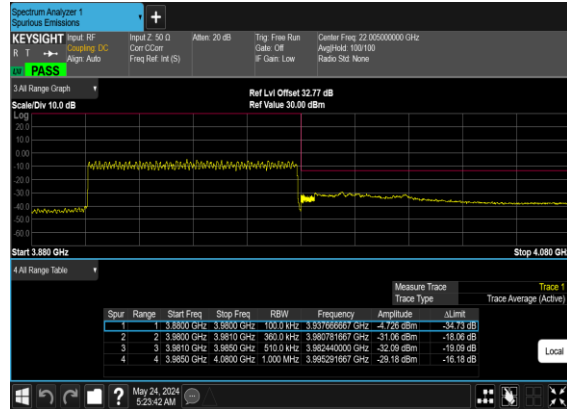 Spectrum Analyzer 1
Spurious Emissions
KEYSIGHT Input: RF Input Z: 50 Ω Atten: 20 dB Trig: Free Run Center Freq: 22.005000000 GHz
R T Coupling: DC Corr CCorr Gate: Off Avg|Hold: 100/100
Align: Auto Freq Ref: Int (S) IF Gain: Low Radio Std: None
PASS
3 All Range Graph
Ref Lvl Offset 32.77 dB
Scale/Div 10.0 dB Ref Value 30.00 dBm
Log
20.0
10.0
0.00
-10.0
-20.0
-30.0
-40.0
-50.0
-60.0
Start 3.880 GHz Stop 4.080 GH
4 All Range Table
Measure Trace Trace 1
Trace Type Trace Average (Active)
Spur Range Start Freq Stop Freq RBW Frequency Amplitude ΔLimit
1 1 3.8800 GHz 3.9800 GHz 100.0 kHz 3.937666667 GHz -4.726 dBm -34.73 dB
2 2 3.9800 GHz 3.9810 GHz 360.0 kHz 3.980781667 GHz -31.06 dBm -18.06 dB
3 3 3.9810 GHz 3.9850 GHz 510.0 kHz 3.982440000 GHz -32.09 dBm -19.09 dB
4 4 3.9850 GHz 4.0800 GHz 1.000 MHz 3.995291667 GHz -29.18 dBm -16.18 dB
Local
? May 24, 2024
5:23:42 AM